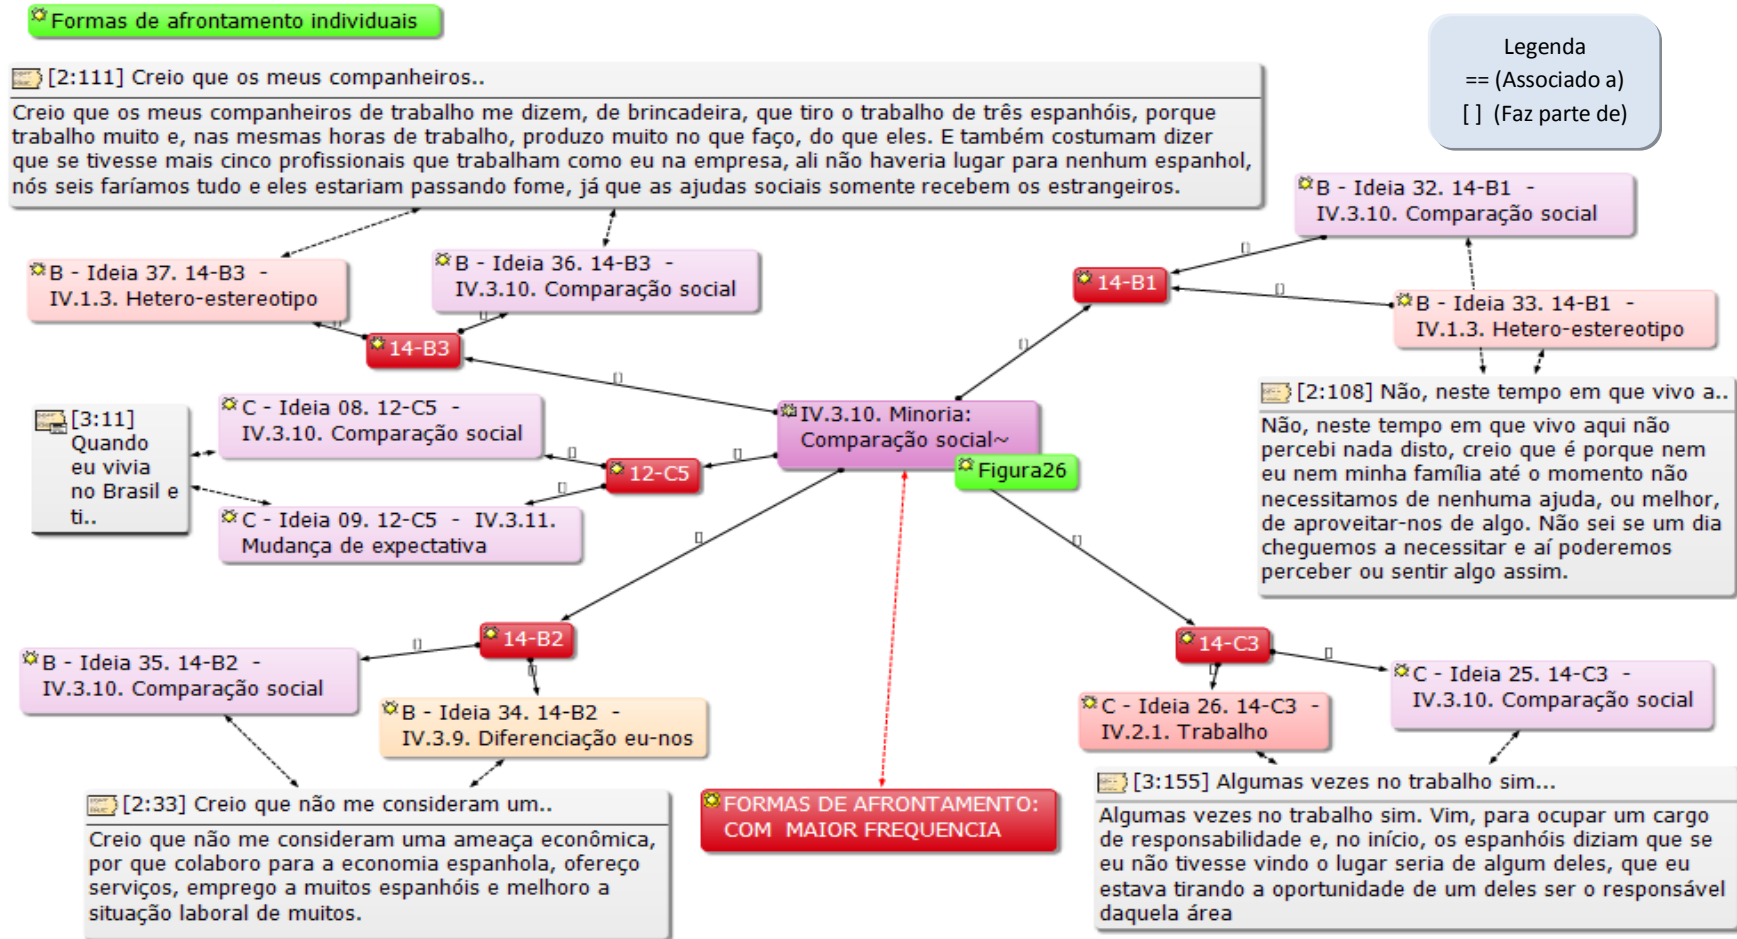 Formas de afrontamento individuais
Legenda
== (Associado a)
[ ] (Faz parte de)
[2:111] Creio que os meus companheiros..
Creio que os meus companheiros de trabalho me dizem, de brincadeira, que tiro o trabalho de três espanhóis, porque
trabalho muito e, nas mesmas horas de trabalho, produzo muito no que faço, do que eles. E também costumam dizer
que se tivesse mais cinco profissionais que trabalham como eu na empresa, ali não haveria lugar para nenhum espanhol,
nós seis faríamos tudo e eles estariam passando fome, já que as ajudas sociais somente recebem os estrangeiros.
B - Ideia 32. 14-B1 -
IV.3.10. Comparação social
B - Ideia 37. 14-B3 -
IV.1.3. Hetero-estereotipo
B - Ideia 36. 14-B3 -
IV.3.10. Comparação social
[]
14-B1
[]
B - Ideia 33. 14-B1 -
IV.1.3. Hetero-estereotipo
[]
[]
14-B3
[]
[]
[2:108] Não, neste tempo em que vivo a..
Não, neste tempo em que vivo aqui não
percebi nada disto, creio que é porque nem
eu nem minha família até o momento não
necessitamos de nenhuma ajuda, ou melhor,
de aproveitar-nos de algo. Não sei se um dia
cheguemos a necessitar e aí poderemos
perceber ou sentir algo assim.
[3:11]
Quando
eu vivia
no Brasil e
ti..
C - Ideia 08. 12-C5 -
IV.3.10. Comparação social
IV.3.10. Minoria:
Comparação social~
Figura26
[]
12-C5
[]
[]
C - Ideia 09. 12-C5 - IV.3.11.
Mudança de expectativa
[]
[]
14-B2
[]
[]
B - Ideia 35. 14-B2 -
IV.3.10. Comparação social
B - Ideia 34. 14-B2 -
IV.3.9. Diferenciação eu-nos
14-C3
[]
[]
C - Ideia 25. 14-C3 -
IV.3.10. Comparação social
C - Ideia 26. 14-C3 -
IV.2.1. Trabalho
[2:33] Creio que não me consideram um..
Creio que não me consideram uma ameaça econômica,
por que colaboro para a economia espanhola, ofereço
serviços, emprego a muitos espanhóis e melhoro a
situação laboral de muitos.
FORMAS DE AFRONTAMENTO:
COM MAIOR FREQUENCIA
[3:155] Algumas vezes no trabalho sim...
Algumas vezes no trabalho sim. Vim, para ocupar um cargo
de responsabilidade e, no início, os espanhóis diziam que se
eu não tivesse vindo o lugar seria de algum deles, que eu
estava tirando a oportunidade de um deles ser o responsável
daquela área